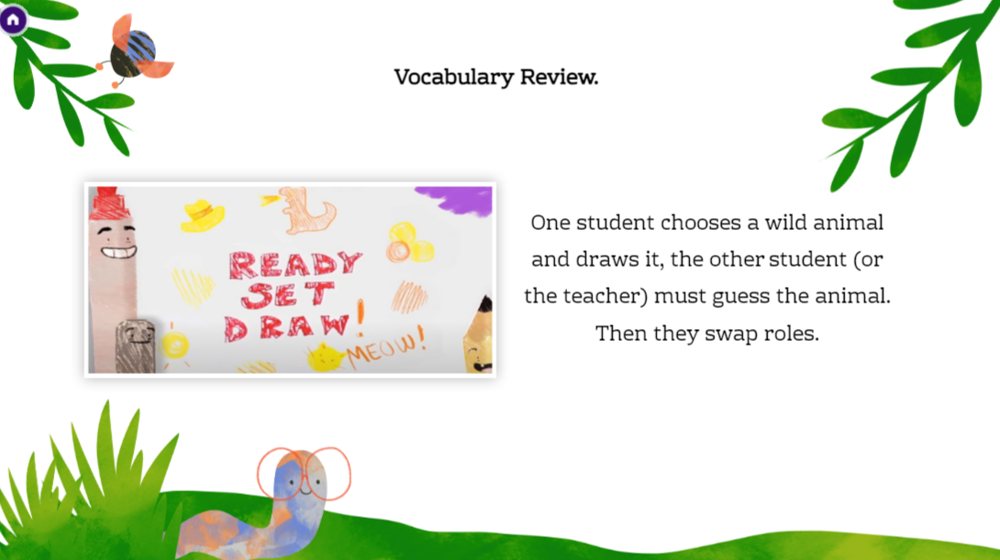 Vocabulary Review.
READY
SET
DRAW!
MEOW!
One student chooses a wild animal
and draws it, the other student (or
the teacher) must guess the animal.
Then they swap roles.